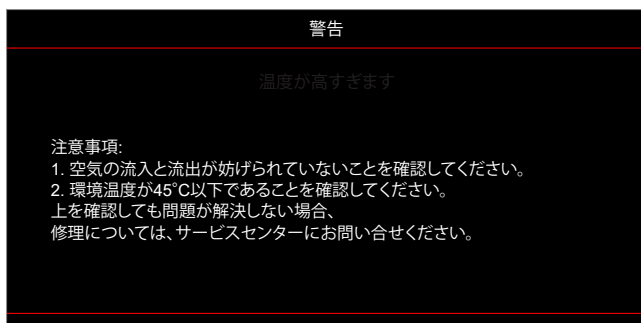 警告
温度が高すぎます
注意事項:
1. 空気の流入と流出が妨げられていないことを確認してください。
2. 環境温度が45°C以下であることを確認してください。
上を確認しても問題が解決しない場合、
修理については、サービスセンターにお問い合せください。